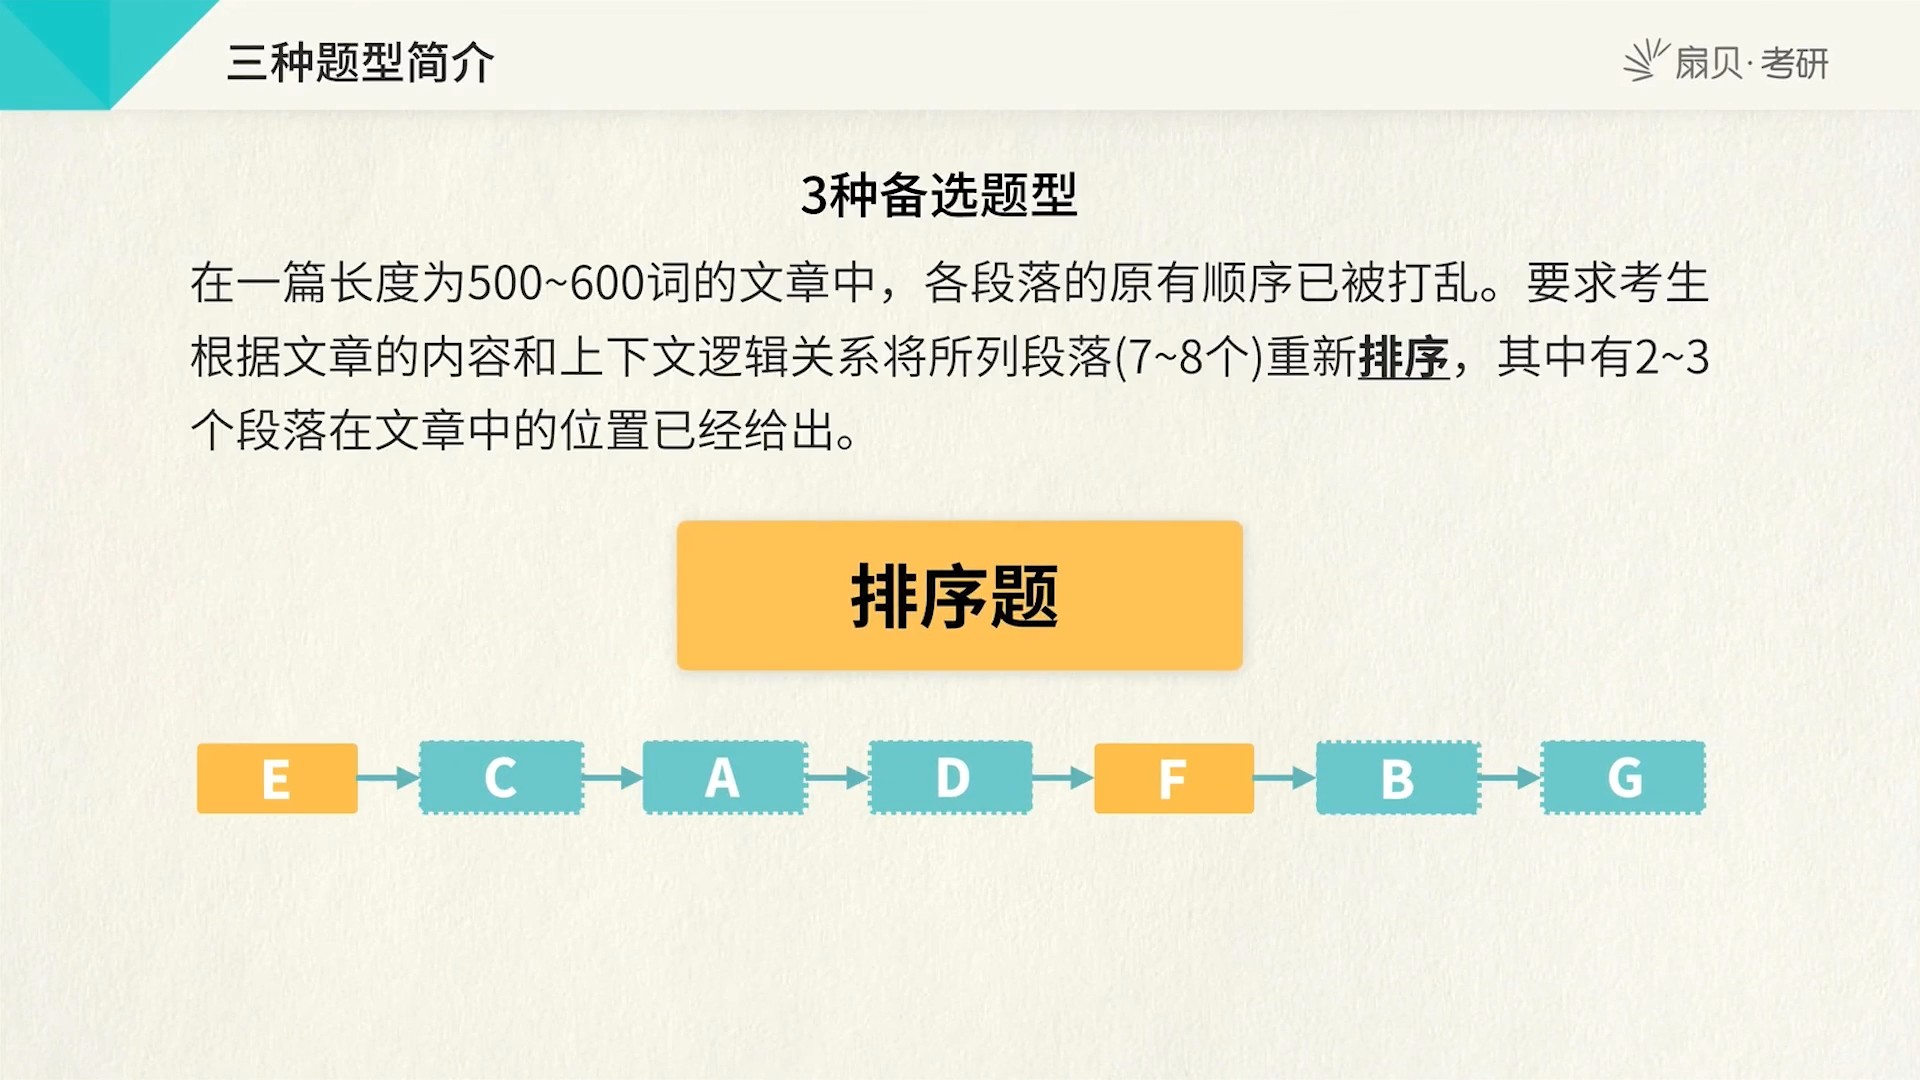 三种题型简介
扇贝·考研
3种备选题型
在一篇长度为500~600词的文章中，各段落的原有顺序已被打乱。要求考生
根据文章的内容和上下文逻辑关系将所列段落(7~8个)重新排序，其中有2~3
个段落在文章中的位置已经给出。
排序题
E C A D F B G